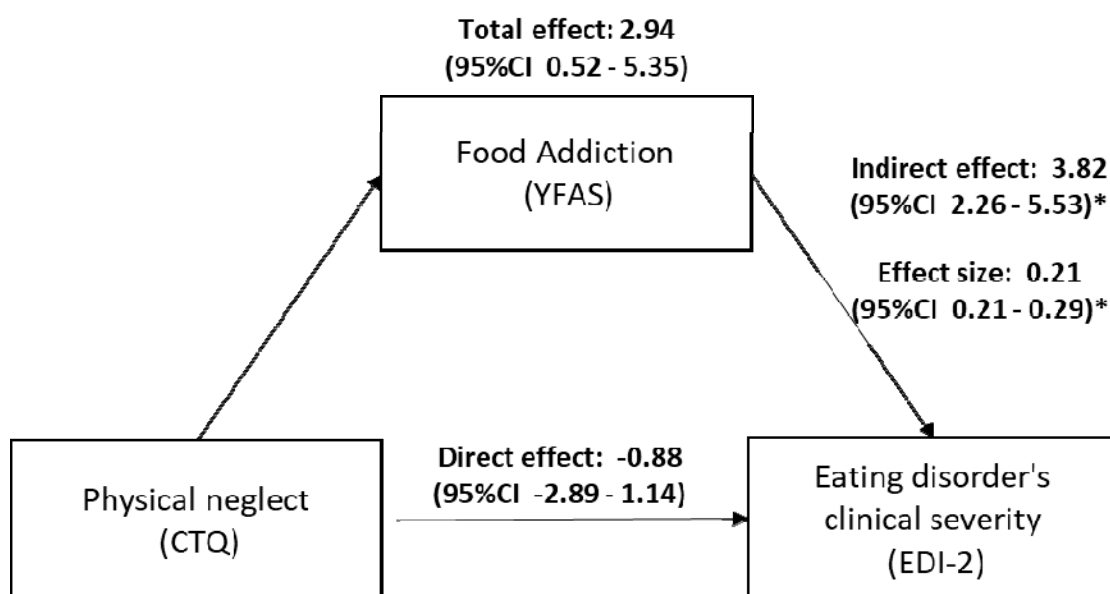 Total effect: 2.94
(95%CI 0.52 - 5.35)
Food Addiction
(YFAS)
Indirect effect: 3.82
(95%CI 2.26 - 5.53)*
Effect size: 0.21
(95%CI 0.21 - 0.29)*
Direct effect: -0.88
(95%CI -2.89 - 1.14)
Physical neglect
(CTQ)
Eating disorder's
clinical severity
(EDI-2)